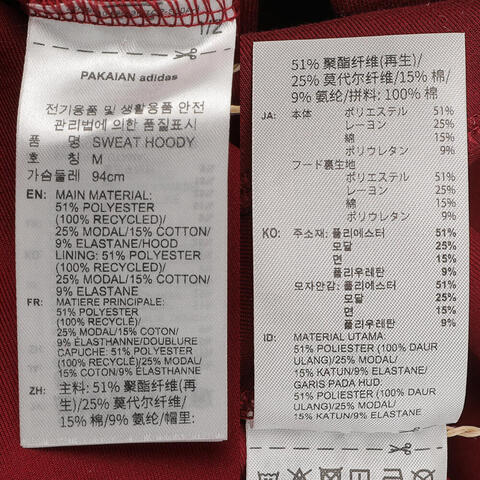 1/2
PAKAIAN adidas
전기용품 및 생활용품 안전
관리법에 의한 품질표시
품 명 SWEAT HOODY
호 칭 M
가슴둘레 94cm
EN: MAIN MATERIAL:
51% POLYESTER
(100% RECYCLED)/
25% MODAL/15% COTTON/
9% ELASTANE/HOOD
LINING: 51% POLYESTER
(100% RECYCLED)/
25% MODAL/15% COTTON/
9% ELASTANE
FR: MATIERE PRINCIPALE:
51% POLYESTER
(100% RECYCLE)/
25% MODAL/15% COTON/
9% ÉLASTHANNE/DOUBLURE
CAPUCHE: 51% POLYESTER
(100% RECYCLE)/25% MODAL/
15% COTON/9% ÉLASTHANNE
ZH: 主料: 51% 聚酯纤维(再
生)/25% 莫代尔纤维/
15% 棉/9% 氨纶/帽里:
51% 聚酯纤维(再生)/
25% 莫代尔纤维/15% 棉/
9% 氨纶/拼料: 100% 棉
JA: 本体 ポリエステル 51%
レーヨン 25%
綿 15%
ポリウレタン 9%
フード裏生地
ポリエステル 51%
レーヨン 25%
綿 15%
ポリウレタン 9%
KO: 주소재: 폴리에스터 51%
모달 25%
면 15%
폴리우레탄 9%
모자안감: 폴리에스터 51%
모달 25%
면 15%
폴리우레탄 9%
ID: MATERIAL UTAMA:
51% POLIESTER (100% DAUR
ULANG)/25% MODAL/
15% KATUN/9% ELASTANE/
GARIS PADA HUD:
51% POLIESTER (100% DAUR
ULANG)/25% MODAL/
15% KATUN/9% ELASTANE